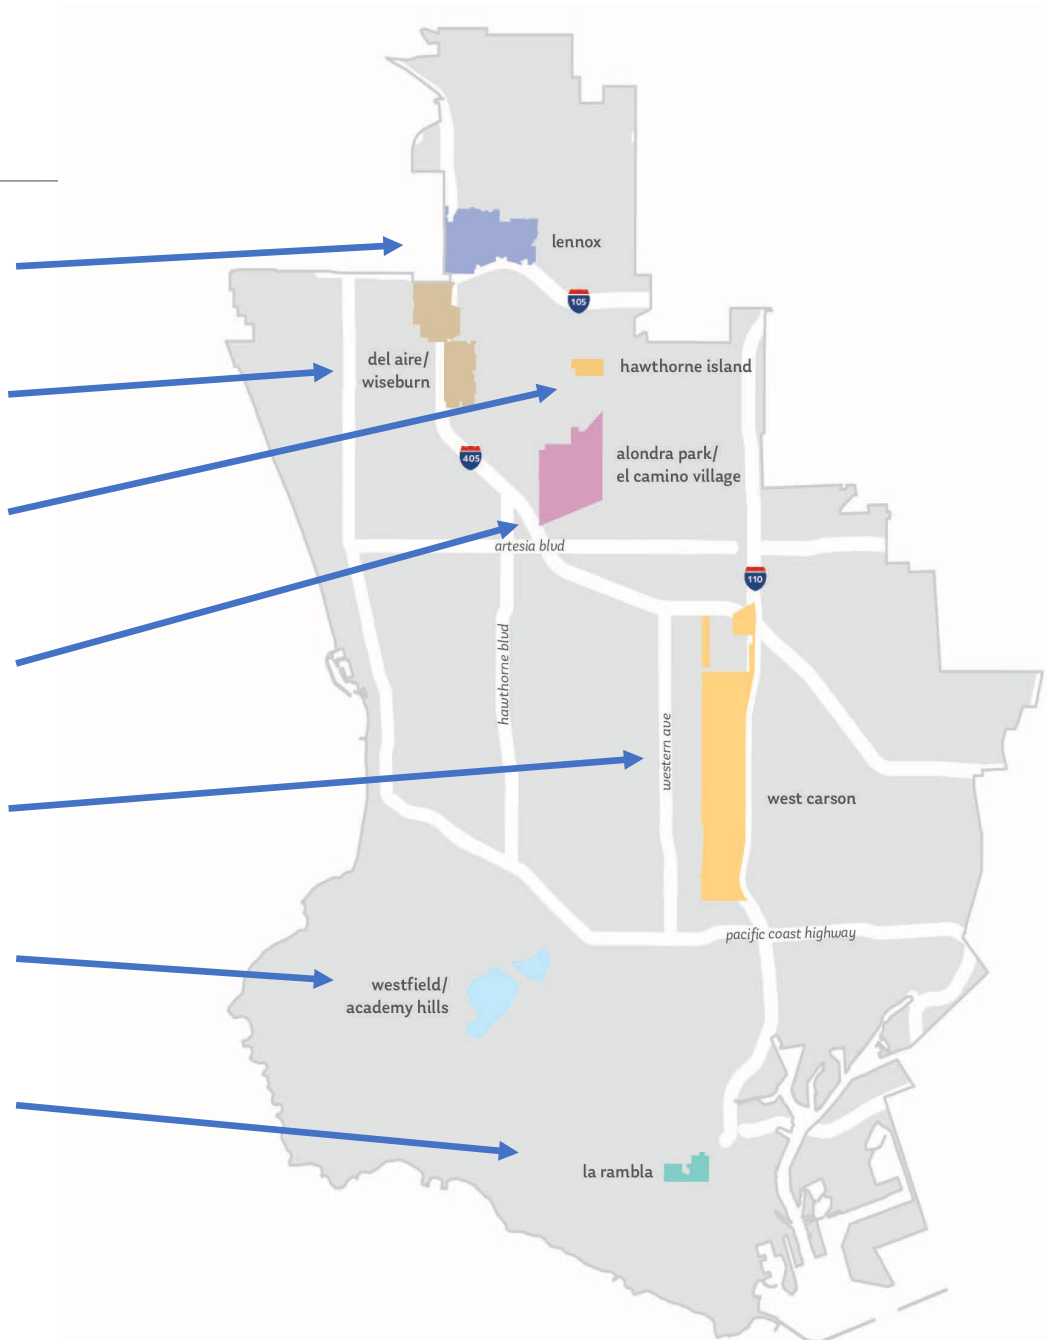 lennox
105
del aire/
wiseburn
hawthorne island
405
alondra park/
el camino village
artesia blvd
110
hawthorne blvd
western ave
west carson
pacific coast highway
westfield/
academy hills
la rambla